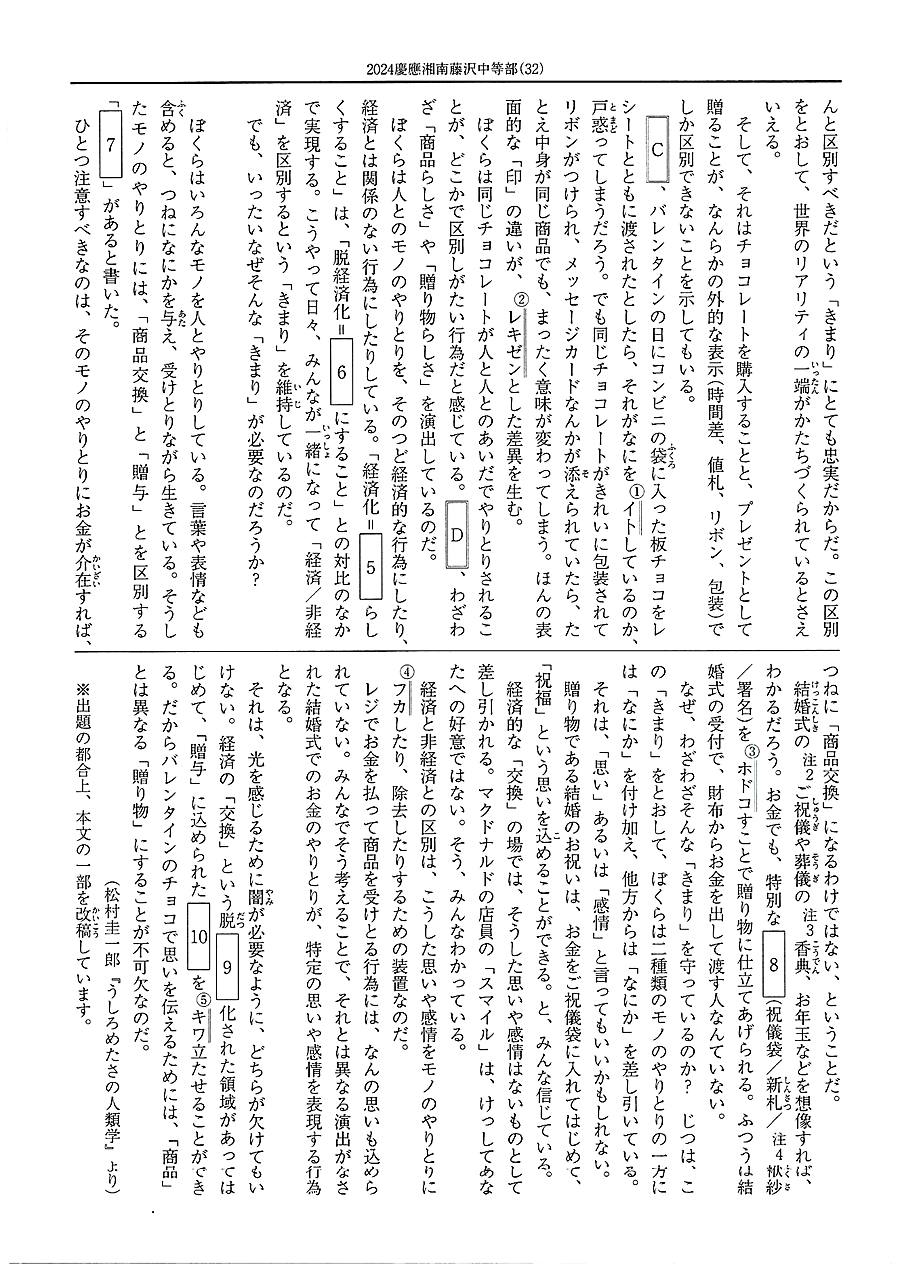 2024慶應湘南藤沢中等部(32)
んと区別すべきだという「きまり」にとても忠実だからだ。この区別
をとおして、世界のリアリティの一端がかたちづくられているとさえ
いえる。
そして、それはチョコレートを購入することと、プレゼントとして
贈ることが、なんらかの外的な表示(時間差、値札、リボン、包装)で
しか区別できないことを示してもいる。
C、バレンタインの日にコンビニの袋に入った板チョコをレ
シートとともに渡されたとしたら、それがなにを①イトしているのか、
戸惑ってしまうだろう。でも同じチョコレートがきれいに包装されて
リボンがつけられ、メッセージカードなんかが添えられていたら、た
とえ中身が同じ商品でも、まったく意味が変わってしまう。ほんの表
面的な「印」の違いが、②レキゼンとした差異を生む。
ぼくらは同じチョコレートが人と人とのあいだでやりとりされるこ
とが、どこかで区別しがたい行為だと感じている。D、わざわ
ざ「商品らしさ」や「贈り物らしさ」を演出しているのだ。
ぼくらは人とのモノのやりとりを、そのつど経済的な行為にしたり、
経済とは関係のない行為にしたりしている。「経済化=5らし
くすること」は、「脱経済化=6にすること」との対比のなか
で実現する。こうやって日々、みんなが一緒になって「経済/非経
済」を区別するという「きまり」を維持しているのだ。
でも、いったいなぜそんな「きまり」が必要なのだろうか?
ぼくらはいろんなモノを人とやりとりしている。言葉や表情なども
含めると、つねになにかを与え、受けとりながら生きている。そうし
たモノのやりとりには、「商品交換」と「贈与」とを区別する
「7」があると書いた。
ひとつ注意すべきなのは、そのモノのやりとりにお金が介在すれば、
つねに「商品交換」になるわけではない、ということだ。
結婚式の注2ご祝儀や葬儀の注3香典、お年玉などを想像すれば、
わかるだろう。お金でも、特別な8(祝儀袋/新札/注4袱紗
/署名)を③ホドコすことで贈り物に仕立てあげられる。ふつうは結
婚式の受付で、財布からお金を出して渡す人なんていない。
なぜ、わざわざそんな「きまり」を守っているのか? じつは、こ
の「きまり」をとおして、ぼくらは二種類のモノのやりとりの一方に
は「なにか」を付け加え、他方からは「なにか」を差し引いている。
それは、「思い」あるいは「感情」と言ってもいいかもしれない。
贈り物である結婚のお祝いは、お金をご祝儀袋に入れてはじめて、
「祝福」という思いを込めることができる。と、みんな信じている。
経済的な「交換」の場では、そうした思いや感情はないものとして
差し引かれる。マクドナルドの店員の「スマイル」は、けっしてあな
たへの好意ではない。そう、みんなわかっている。
経済と非経済との区別は、こうした思いや感情をモノのやりとりに
④フカしたり、除去したりするための装置なのだ。
レジでお金を払って商品を受けとる行為には、なんの思いも込めら
れていない。みんなでそう考えることで、それとは異なる演出がなさ
れた結婚式でのお金のやりとりが、特定の思いや感情を表現する行為
となる。
それは、光を感じるために闇が必要なように、どちらが欠けてもい
けない。経済の「交換」という脱9化された領域があっては
じめて、「贈与」に込められた10を⑤キワ立たせることができ
る。だからバレンタインのチョコで思いを伝えるためには、「商品」
とは異なる「贈り物」にすることが不可欠なのだ。
(松村圭一郎『うしろめたさの人類学』より)
※出題の都合上、本文の一部を改稿しています。